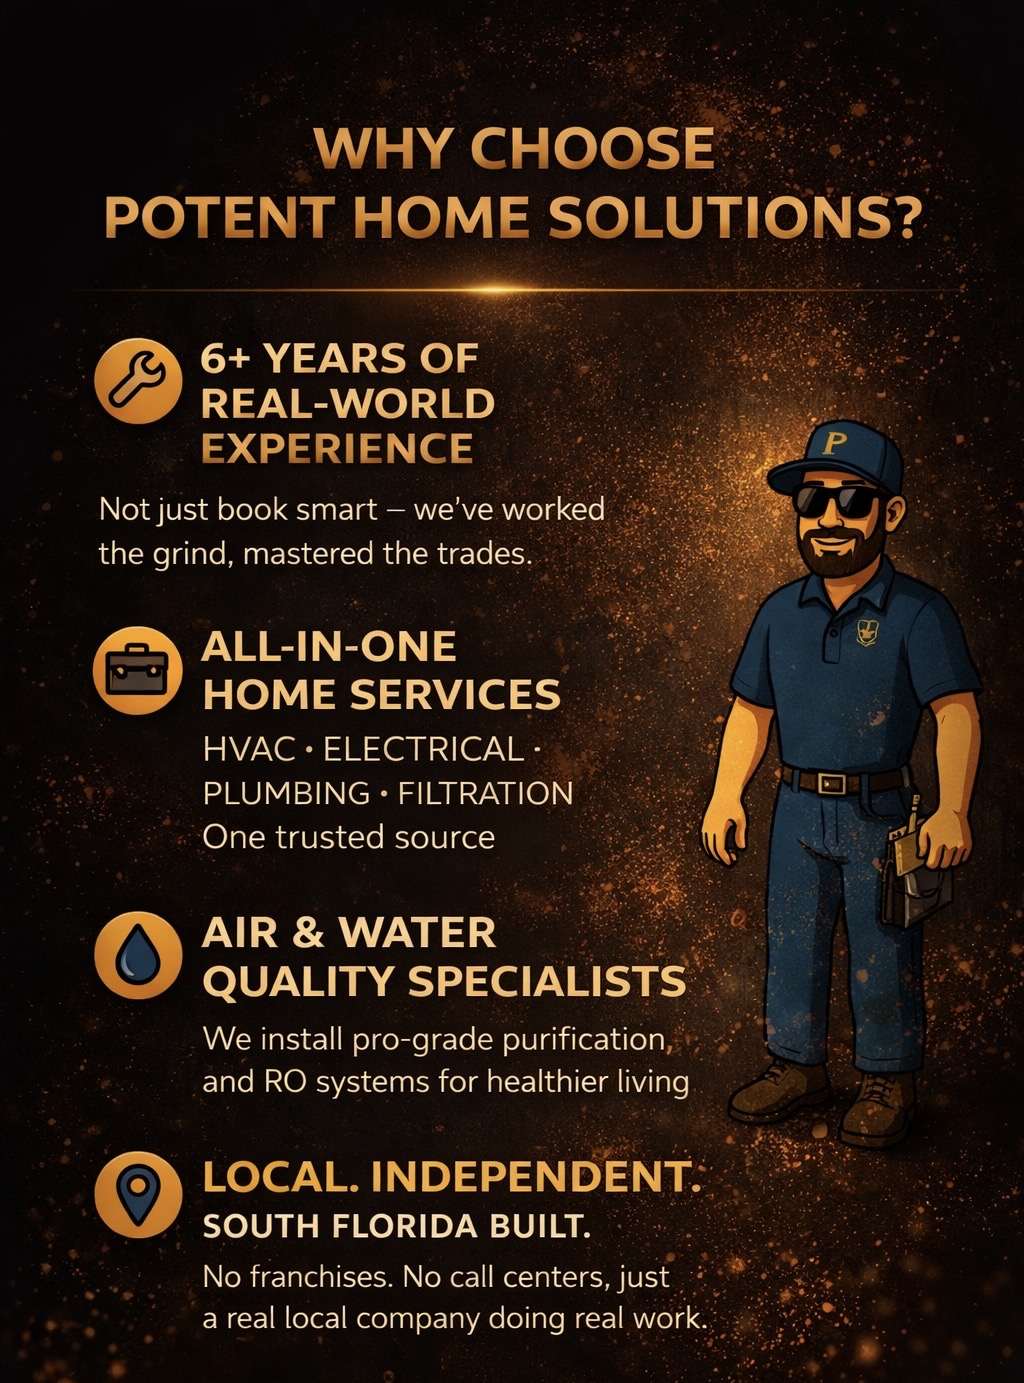 WHY CHOOSE
POTENT HOME SOLUTIONS?
6+ YEARS OF
REAL-WORLD
EXPERIENCE
Not just book smart – we've worked
the grind, mastered the trades.
P
ALL-IN-ONE
HOME SERVICES
HVAC • ELECTRICAL •
PLUMBING • FILTRATION
One trusted source
AIR & WATER
QUALITY SPECIALISTS
We install pro-grade purification,
and RO systems for healthier living
LOCAL. INDEPENDENT.
SOUTH FLORIDA BUILT.
No franchises. No call centers, just
a real local company doing real work.